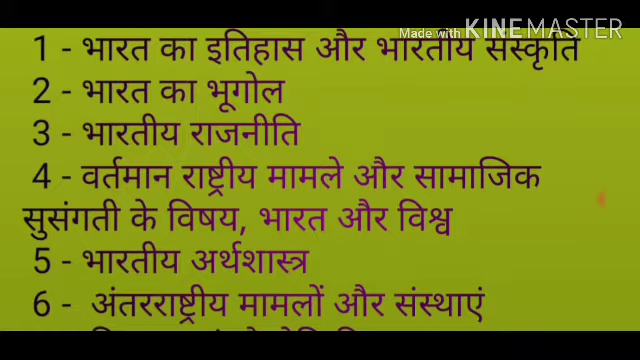 Made with KINEMASTER
1 - भारत का इतिहास और भारतीय संस्कृति
2 - भारत का भूगोल
3 - भारतीय राजनीति
4 - वर्तमान राष्ट्रीय मामले और सामाजिक
सुसंगती के विषय, भारत और विश्व
5 - भारतीय अर्थशास्त्र
6 - अंतरराष्ट्रीय मामलों और संस्थाएं